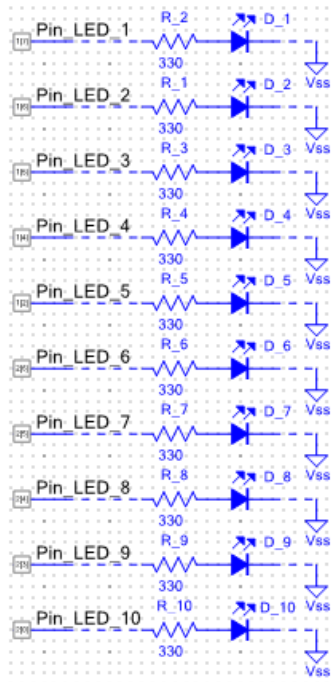 R_2 D_1
Pin_LED_1
330 Vss
R_1 D_2
Pin_LED_2
330 Vss
R_3 D_3
Pin_LED_3
330 Vss
R_4 D_4
Pin_LED_4
330 Vss
R_5 D_5
Pin_LED_5
330 Vss
R_6 D_6
Pin_LED_6
330 Vss
R_7 D_7
Pin_LED_7
330 Vss
R_8 D_8
Pin_LED_8
330 Vss
R_9 D_9
Pin_LED_9
330 Vss
R_10 D_10
Pin_LED_10
330 Vss